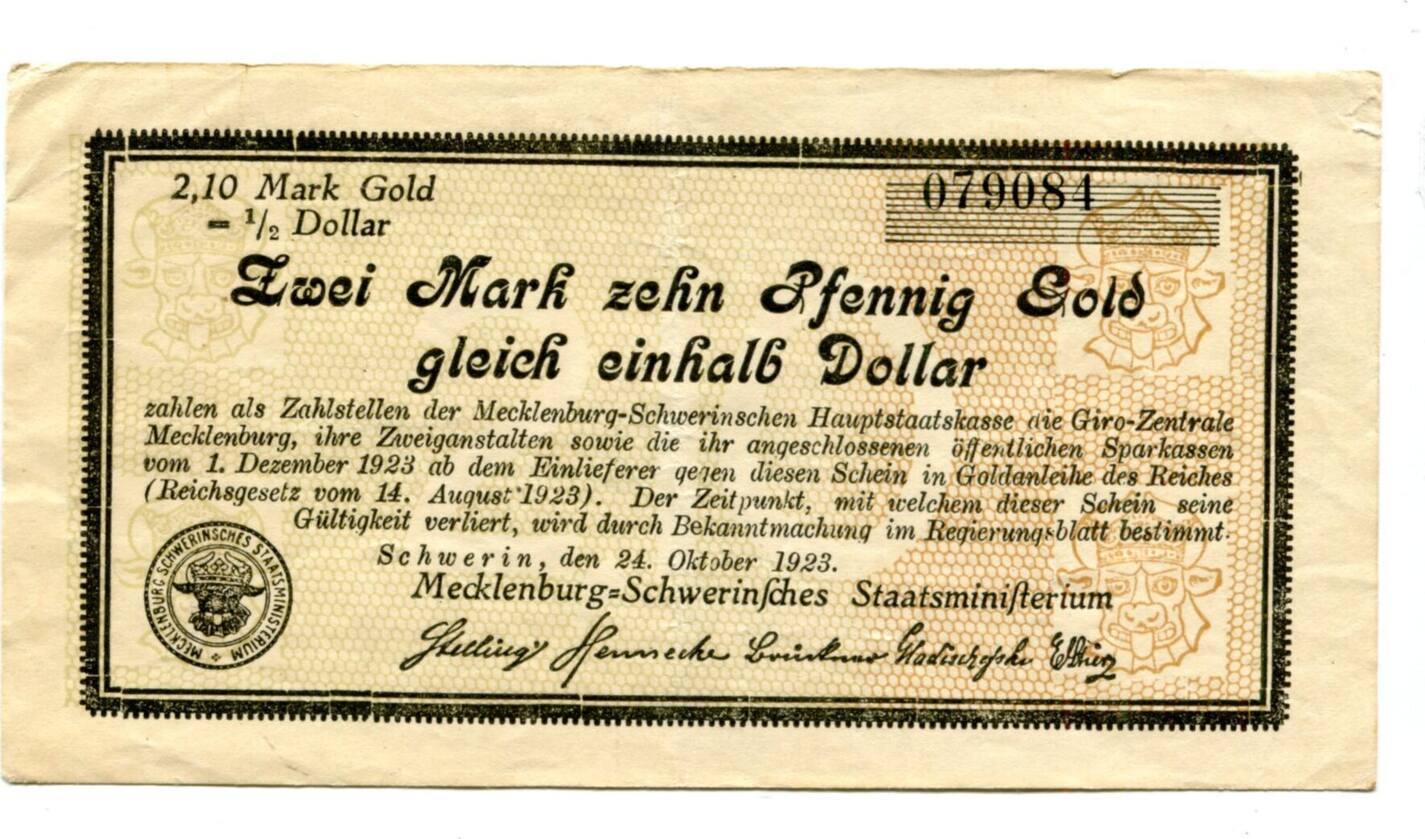 2,10 Mark Gold
= 1/2 Dollar
079084
Zwei Mark zehn Pfennig Gold
gleich einhalb Dollar
zahlen als Zahlstellen der Mecklenburg-Schwerinschen Hauptstaatskasse die Giro-Zentrale
Mecklenburg, ihre Zweiganstalten sowie die ihr angeschlossenen öffentlichen Sparkassen
vom 1. Dezember 1923 ab dem Einlieferer gegen diesen Schein in Goldanleihe des Reiches
(Reichsgesetz vom 14. August 1923). Der Zeitpunkt, mit welchem dieser Schein seine
Gültigkeit verliert, wird durch Bekanntmachung im Regierungsblatt bestimmt.
Schwerin, den 24. Oktober 1923.
Mecklenburg=Schwerinſches Staatsminiſterium
MECKLENBURG SCHWERINSCHES STAATSMINISTERIUM
Stelling Hennecke Brückner